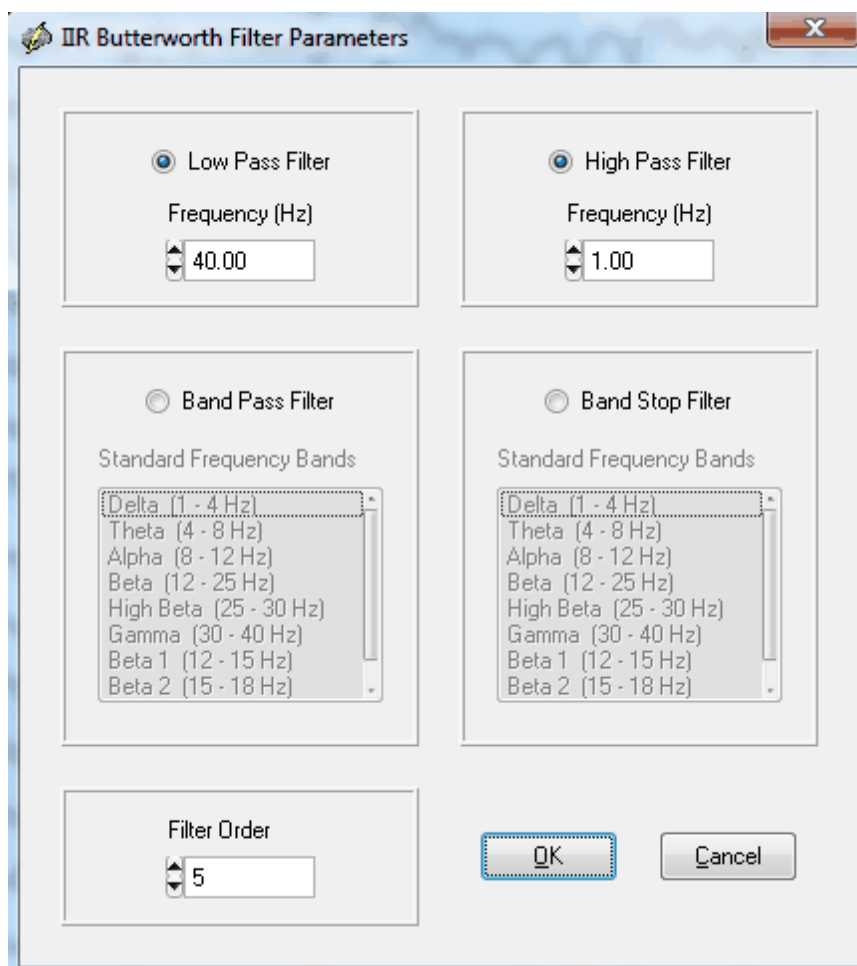 IIR Butterworth Filter Parameters
Low Pass Filter
Frequency (Hz)
40.00
High Pass Filter
Frequency (Hz)
1.00
Band Pass Filter
Standard Frequency Bands
Delta (1 - 4 Hz)
Theta (4 - 8 Hz)
Alpha (8 - 12 Hz)
Beta (12 - 25 Hz)
High Beta (25 - 30 Hz)
Gamma (30 - 40 Hz)
Beta 1 (12 - 15 Hz)
Beta 2 (15 - 18 Hz)
Band Stop Filter
Standard Frequency Bands
Delta (1 - 4 Hz)
Theta (4 - 8 Hz)
Alpha (8 - 12 Hz)
Beta (12 - 25 Hz)
High Beta (25 - 30 Hz)
Gamma (30 - 40 Hz)
Beta 1 (12 - 15 Hz)
Beta 2 (15 - 18 Hz)
Filter Order
5
OK
Cancel